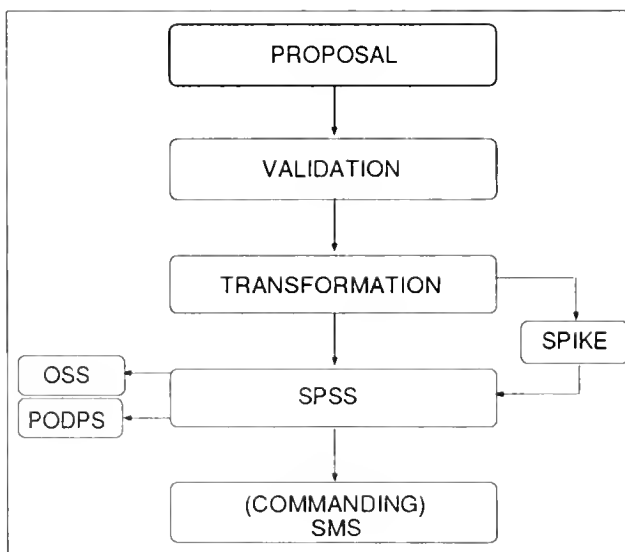 PROPOSAL
VALIDATION
TRANSFORMATION
SPIKE
OSS
SPSS
PODPS
(COMMANDING)
SMS